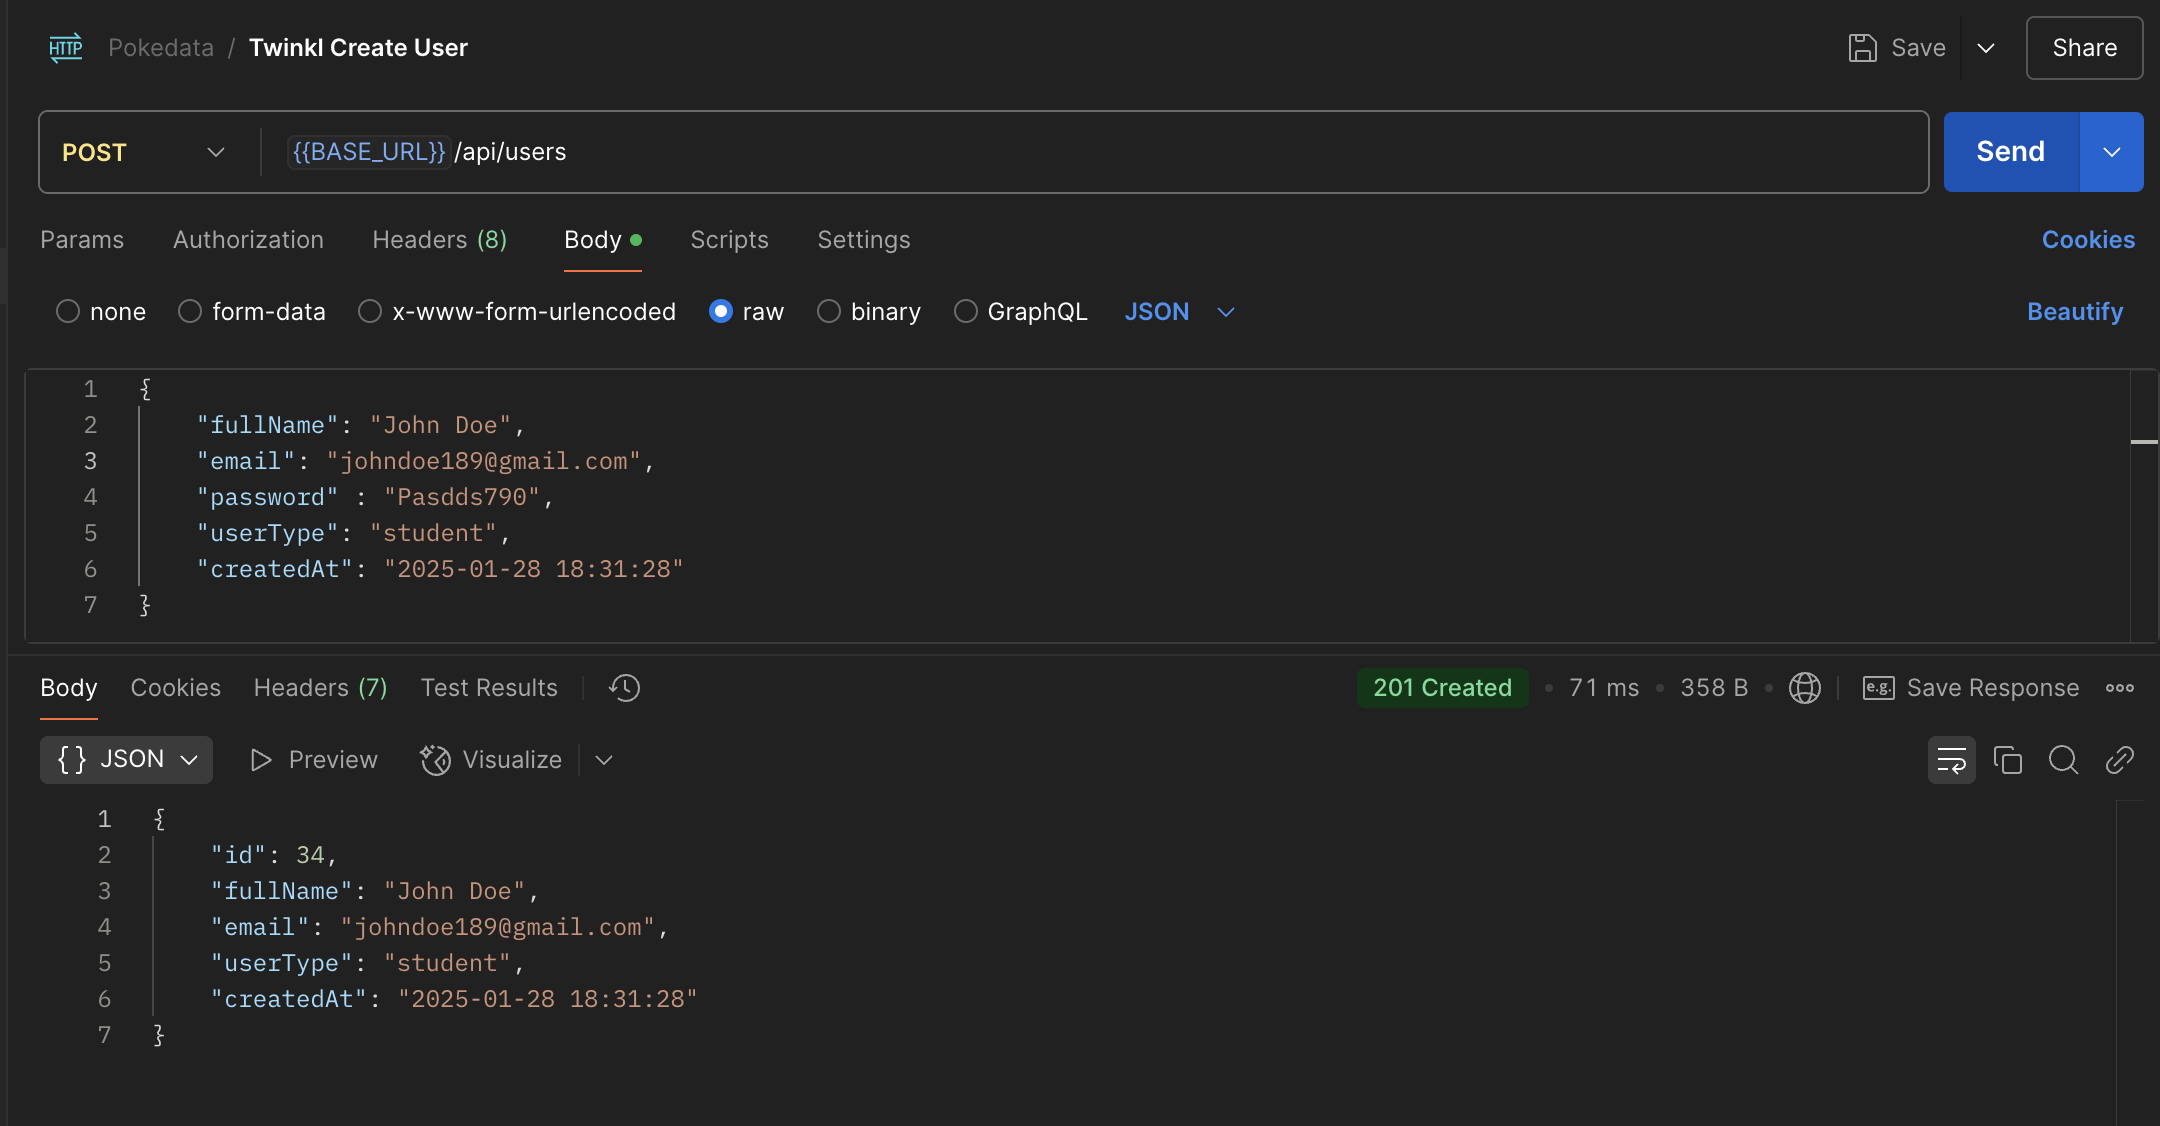 HTTP Pokedata / Twinkl Create User Save Share
POST {{BASE_URL}}/api/users Send
Params Authorization Headers (8) Body Scripts Settings Cookies
none form-data x-www-form-urlencoded raw binary GraphQL JSON Beautify
1 {
2 "fullName": "John Doe",
3 "email": "johndoe189@gmail.com",
4 "password" : "Pasdds790",
5 "userType": "student",
6 "createdAt": "2025-01-28 18:31:28"
7 }
Body Cookies Headers (7) Test Results 201 Created • 71 ms • 358 B • e.g. Save Response
{} JSON Preview Visualize
1 {
2 "id": 34,
3 "fullName": "John Doe",
4 "email": "johndoe189@gmail.com",
5 "userType": "student",
6 "createdAt": "2025-01-28 18:31:28"
7 }